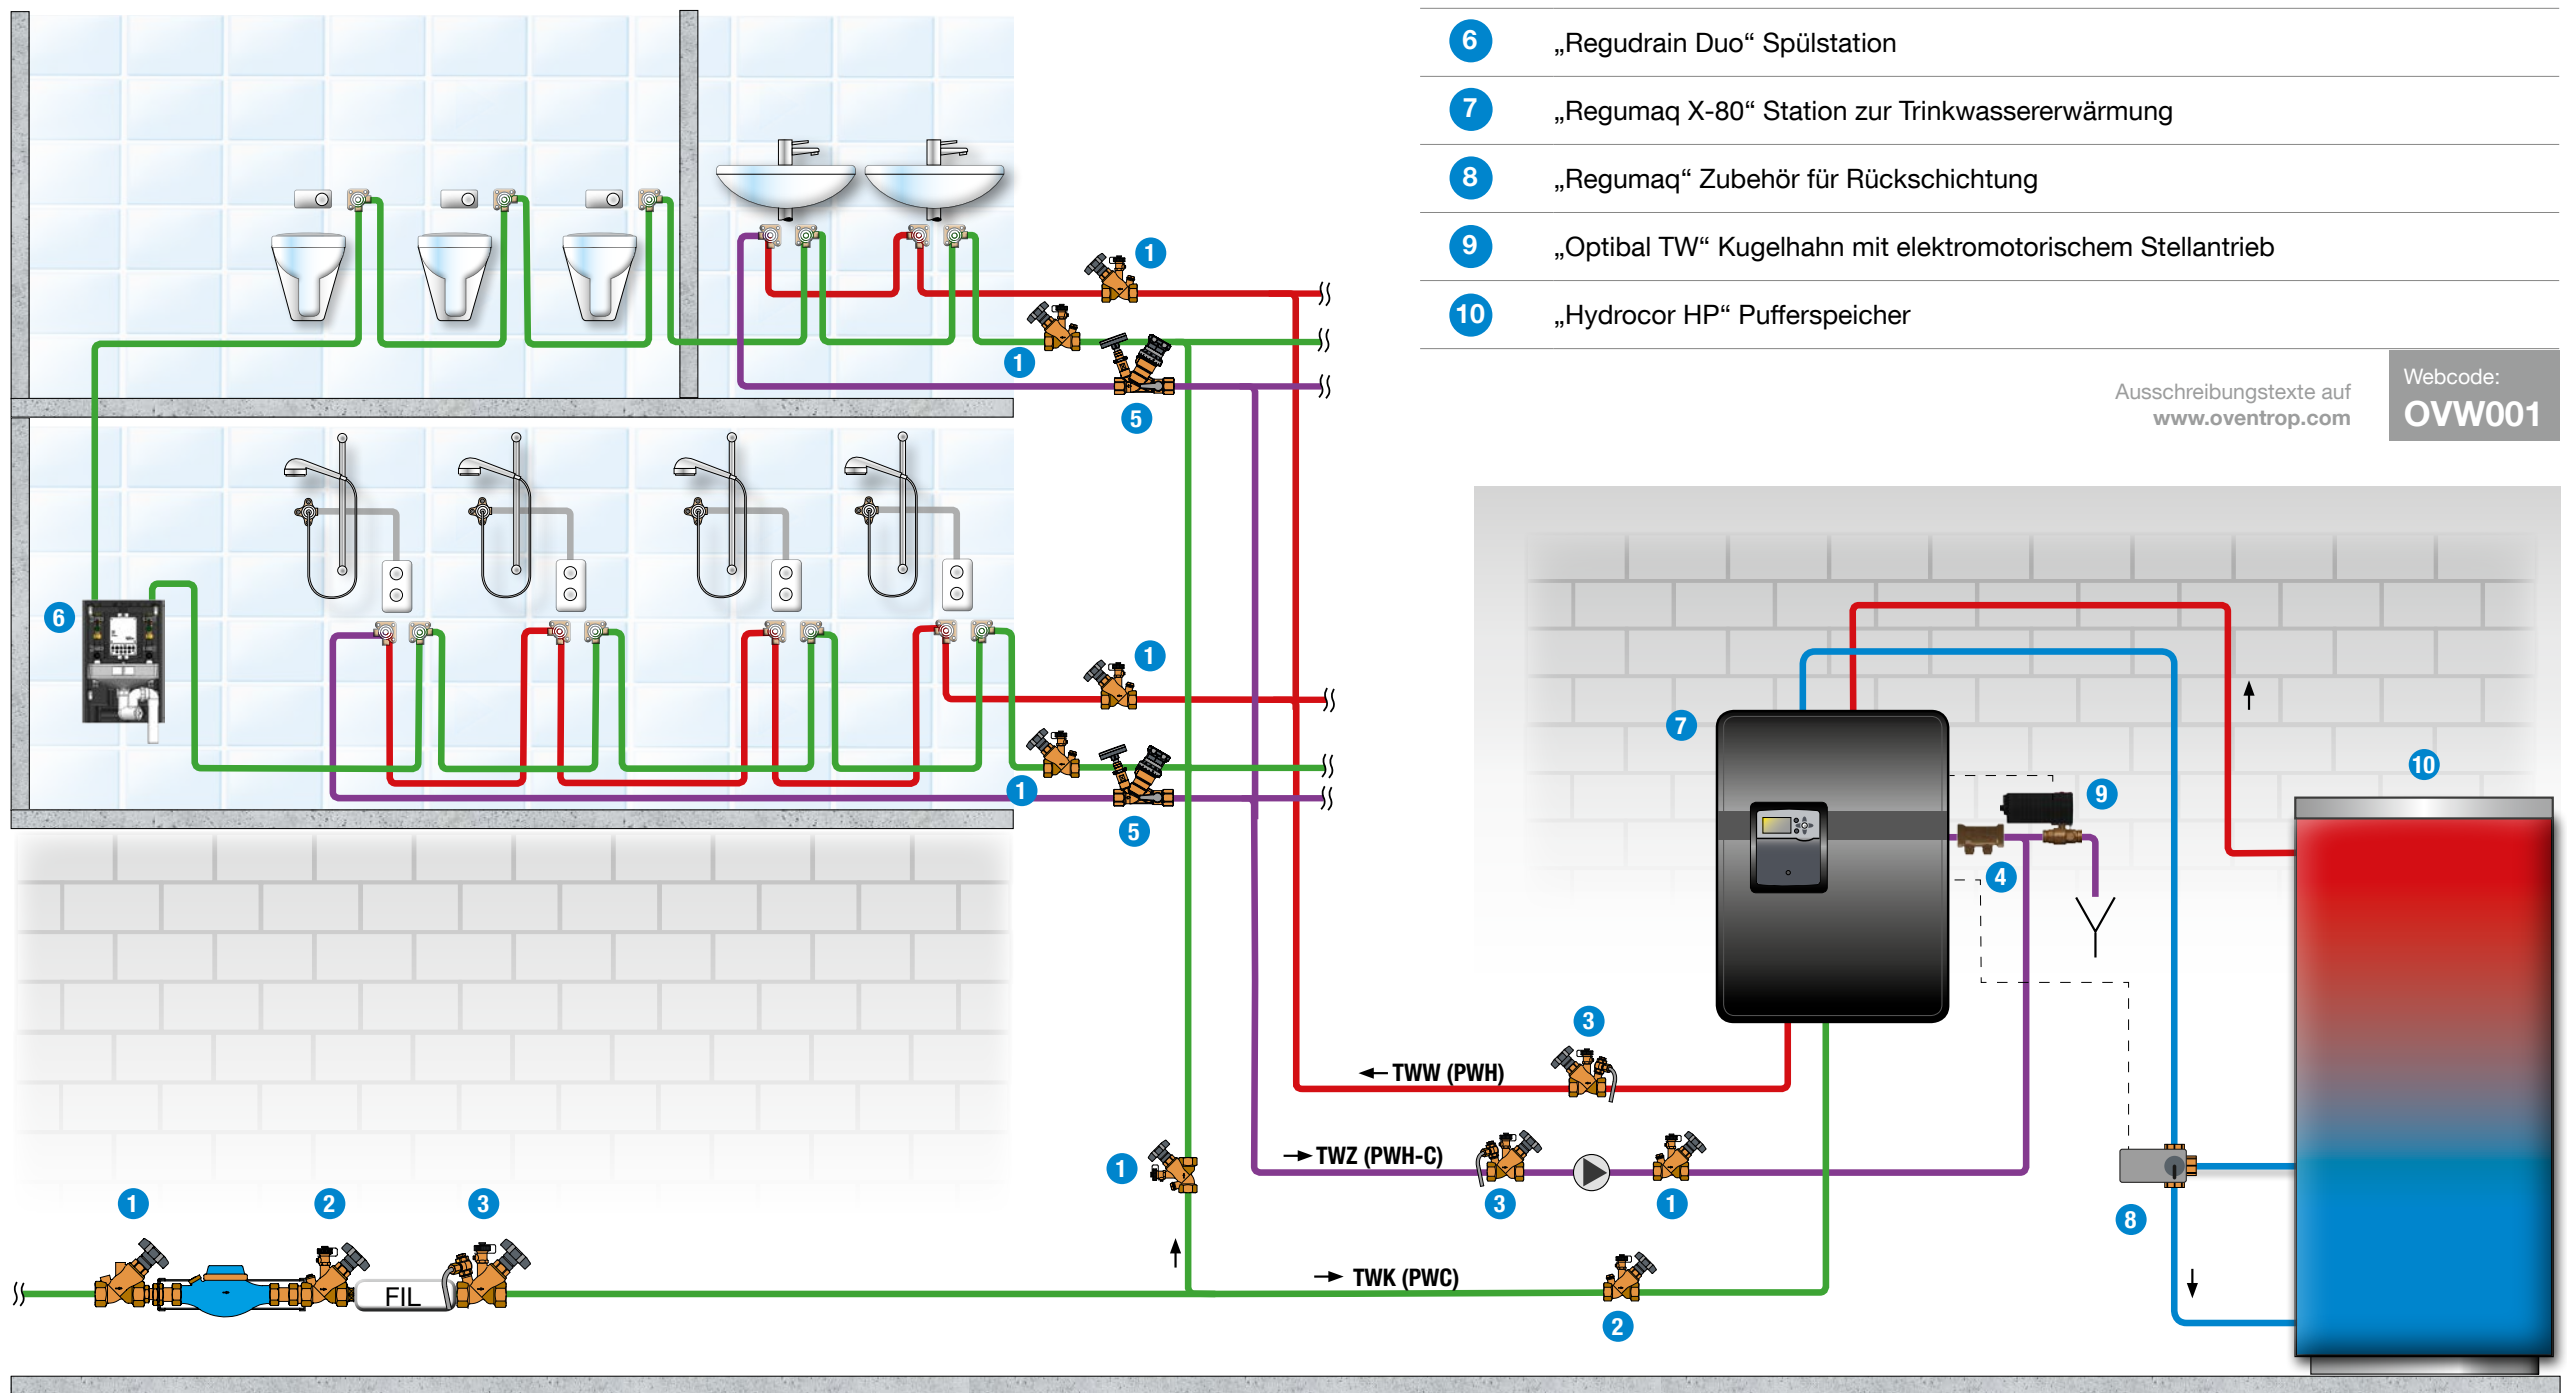 6 „Regudrain Duo“ Spülstation
7 „Regumaq X-80“ Station zur Trinkwassererwärmung
8 „Regumaq“ Zubehör für Rückschichtung
9 „Optibal TW“ Kugelhahn mit elektromotorischem Stellantrieb
10 „Hydrocor HP“ Pufferspeicher
Ausschreibungstexte auf
www.oventrop.com
Webcode:
OVW001
1
1
5
6
1
1
5
7
10
9
4
3
TWW (PWH)
1
TWZ (PWH-C)
3
1
8
1
2
3
FIL
TWK (PWC)
2